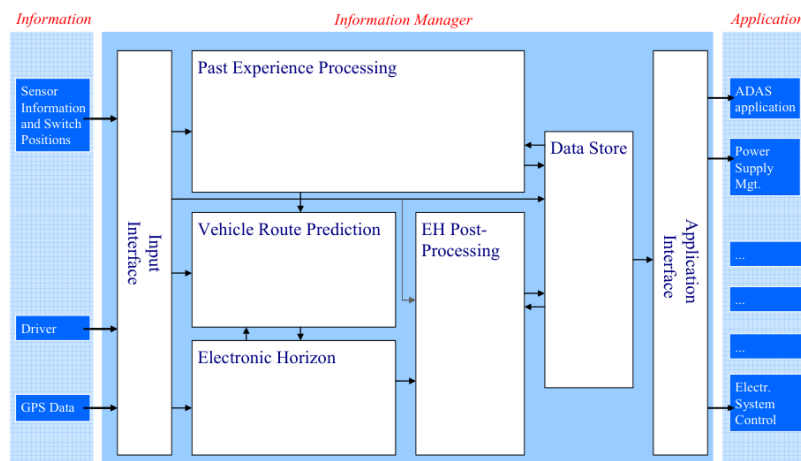 Information
Information Manager
Application
Sensor
Information
and Switch
Positions
Driver
GPS Data
Input
Interface
Past Experience Processing
Vehicle Route Prediction
Electronic Horizon
EH Post-
Processing
Data Store
Application
Interface
ADAS
application
Power
Supply
Mgt.
...
...
...
Electr.
System
Control